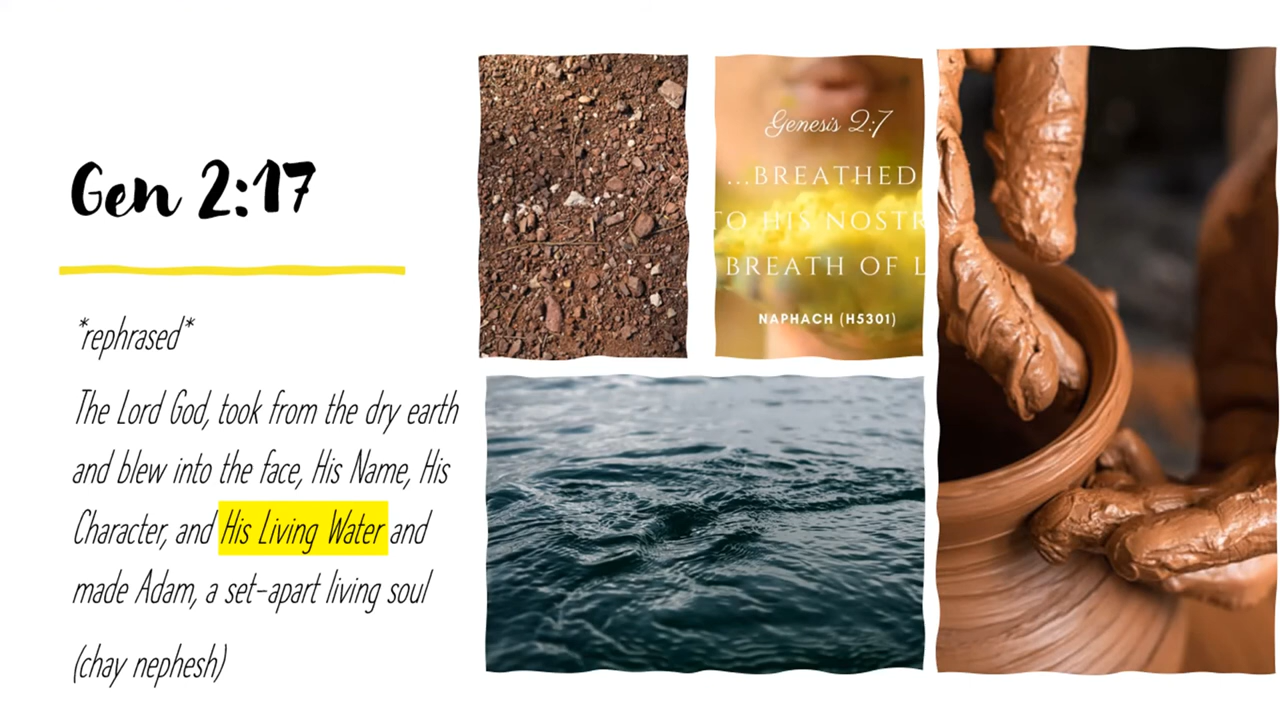 Gen 2:17
*rephrased*
The Lord God, took from the dry earth
and blew into the face, His Name, His
Character, and His Living Water and
made Adam, a set-apart living soul
(chay nephesh)
Genesis 2:7
...BREATHED
TO HIS NOSTR
BREATH OF L
NAPHACH (H5301)